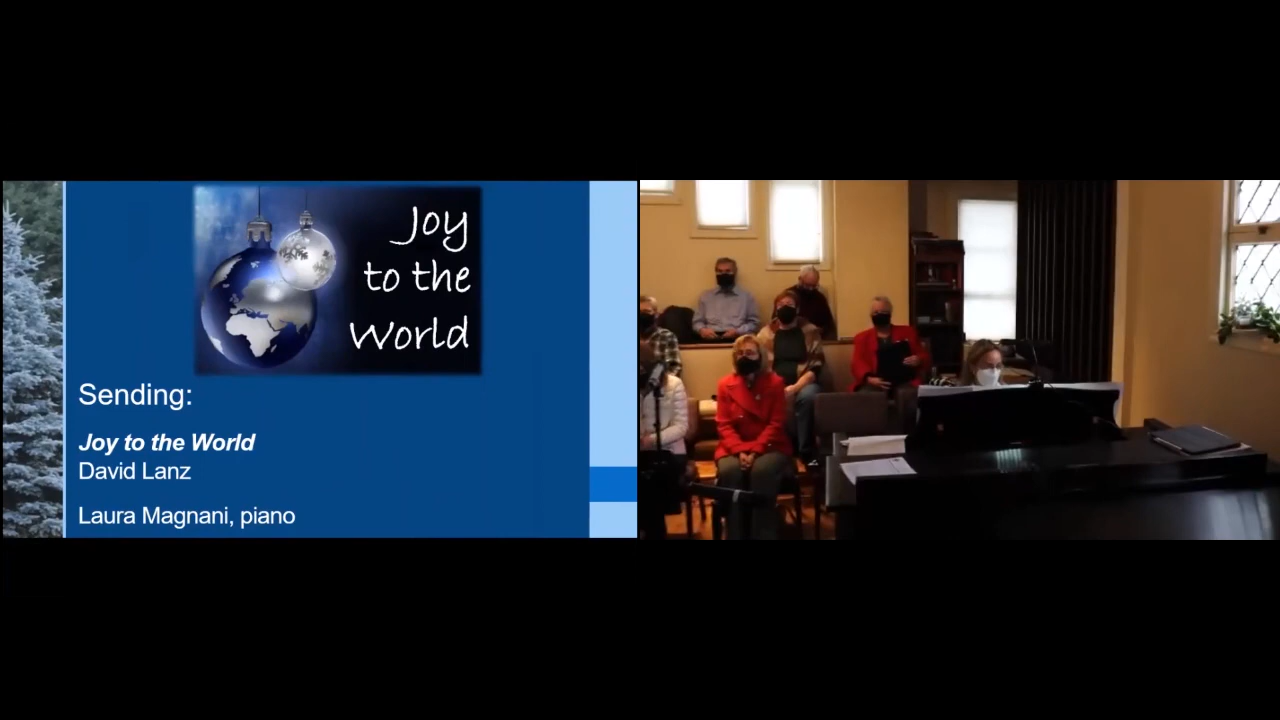 Joy
to the
World
Sending:
Joy to the World
David Lanz
Laura Magnani, piano